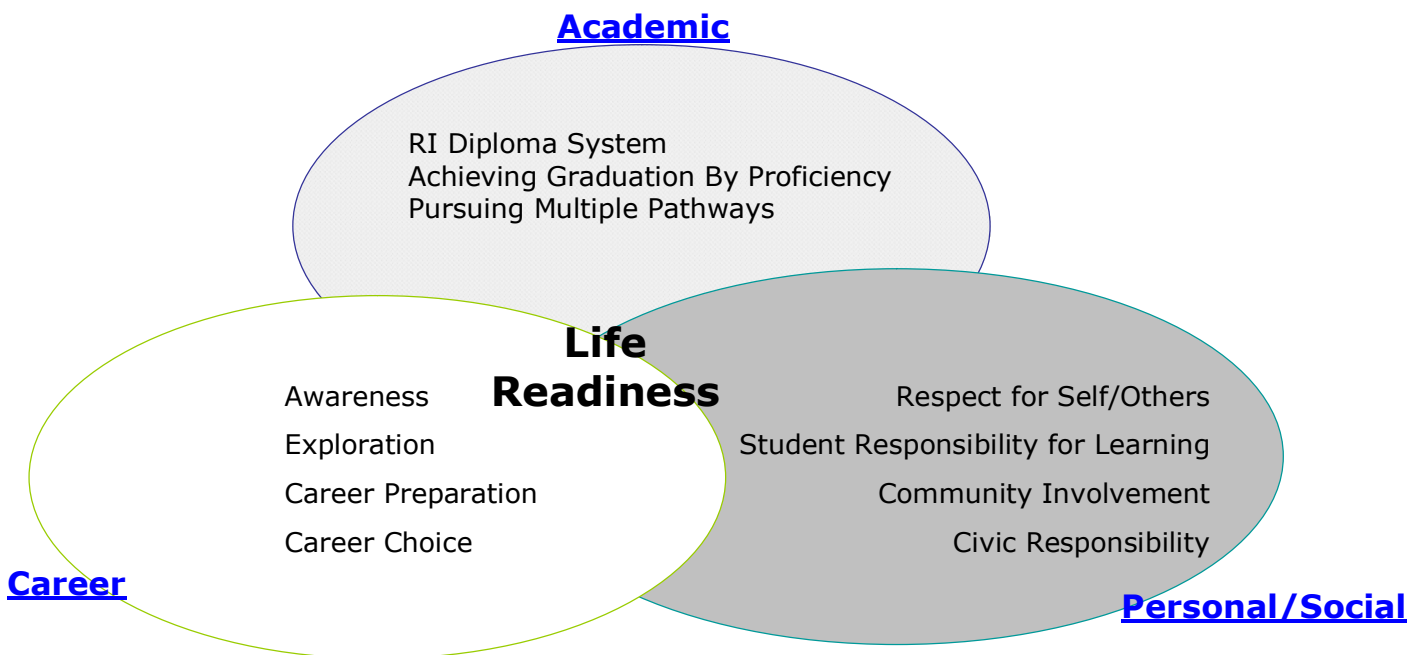 Academic
RI Diploma System
Achieving Graduation By Proficiency
Pursuing Multiple Pathways
Life
Readiness
Awareness
Exploration
Career Preparation
Career Choice
Career
Respect for Self/Others
Student Responsibility for Learning
Community Involvement
Civic Responsibility
Personal/Social